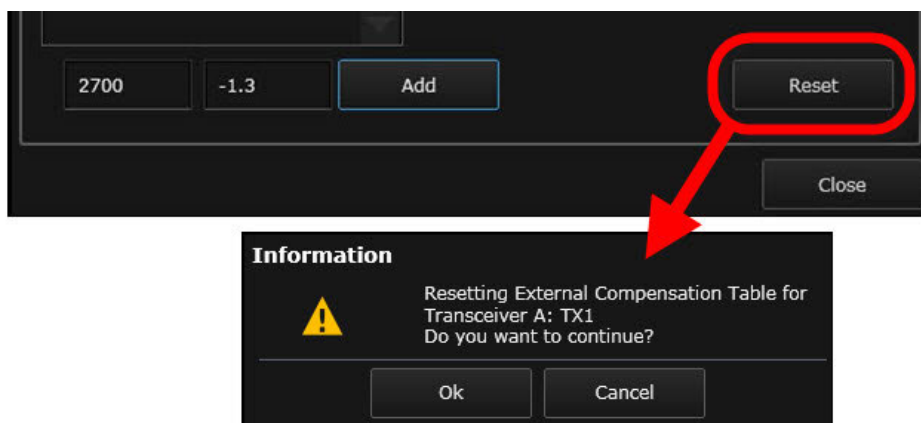 2700 -1.3 Add Reset
Close
Information
Resetting External Compensation Table for
Transceiver A: TX1
Do you want to continue?
Ok Cancel